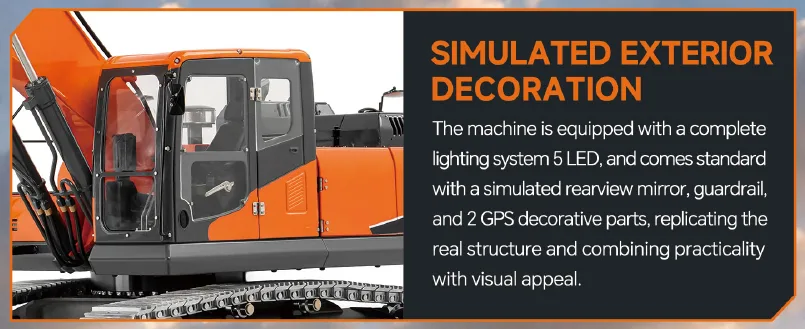 SIMULATED EXTERIOR
DECORATION
The machine is equipped with a complete
lighting system 5 LED, and comes standard
with a simulated rearview mirror, guardrail,
and 2 GPS decorative parts, replicating the
real structure and combining practicality
with visual appeal.